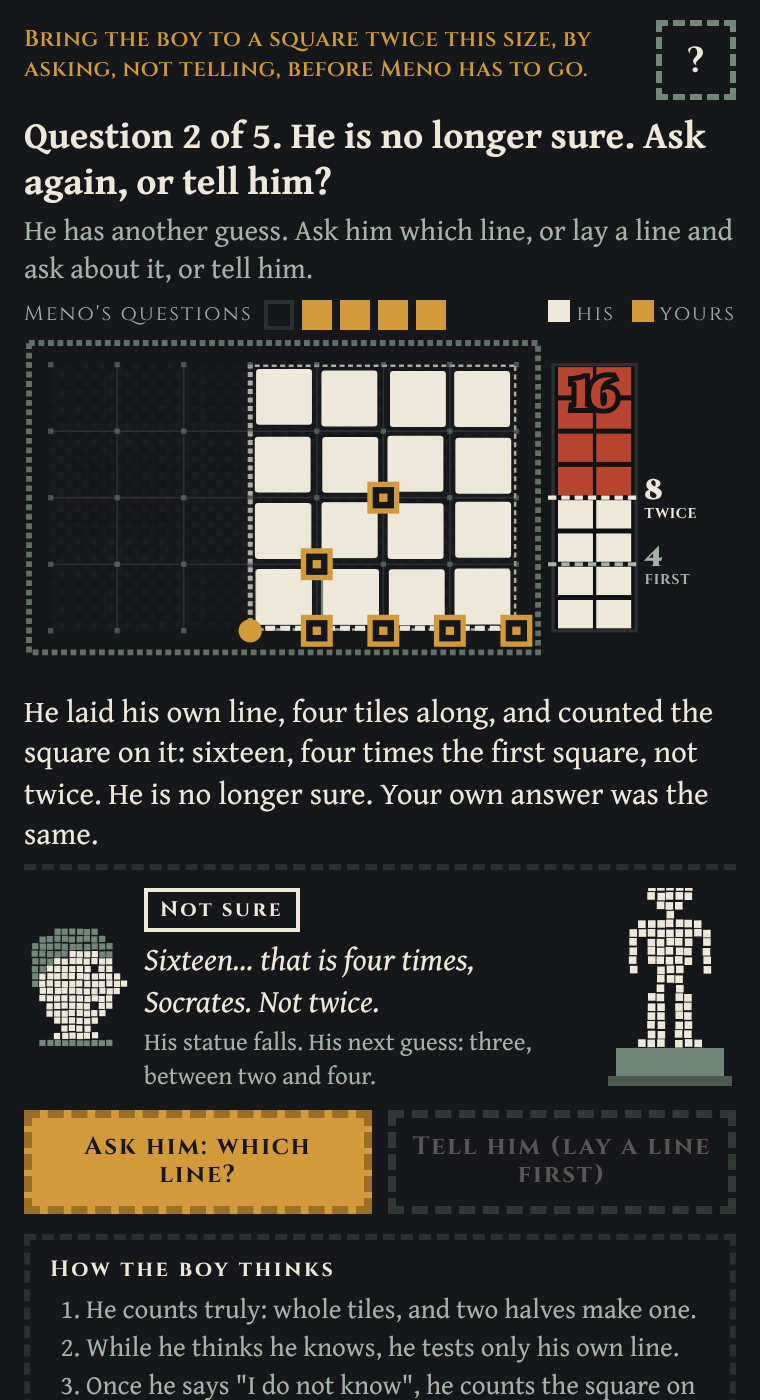 Bring the boy to a square twice this size, by
asking, not telling, before Meno has to go.
?
Question 2 of 5. He is no longer sure. Ask
again, or tell him?
He has another guess. Ask him which line, or lay a line and
ask about it, or tell him.
Meno's questions
his
yours
16
8
twice
4
first
He laid his own line, four tiles along, and counted the
square on it: sixteen, four times the first square, not
twice. He is no longer sure. Your own answer was the
same.
Not sure
Sixteen... that is four times,
Socrates. Not twice.
His statue falls. His next guess: three,
between two and four.
Ask him: which
line?
Tell him (lay a line
first)
How the boy thinks
1. He counts truly: whole tiles, and two halves make one.
2. While he thinks he knows, he tests only his own line.
3. Once he says "I do not know", he counts the square on